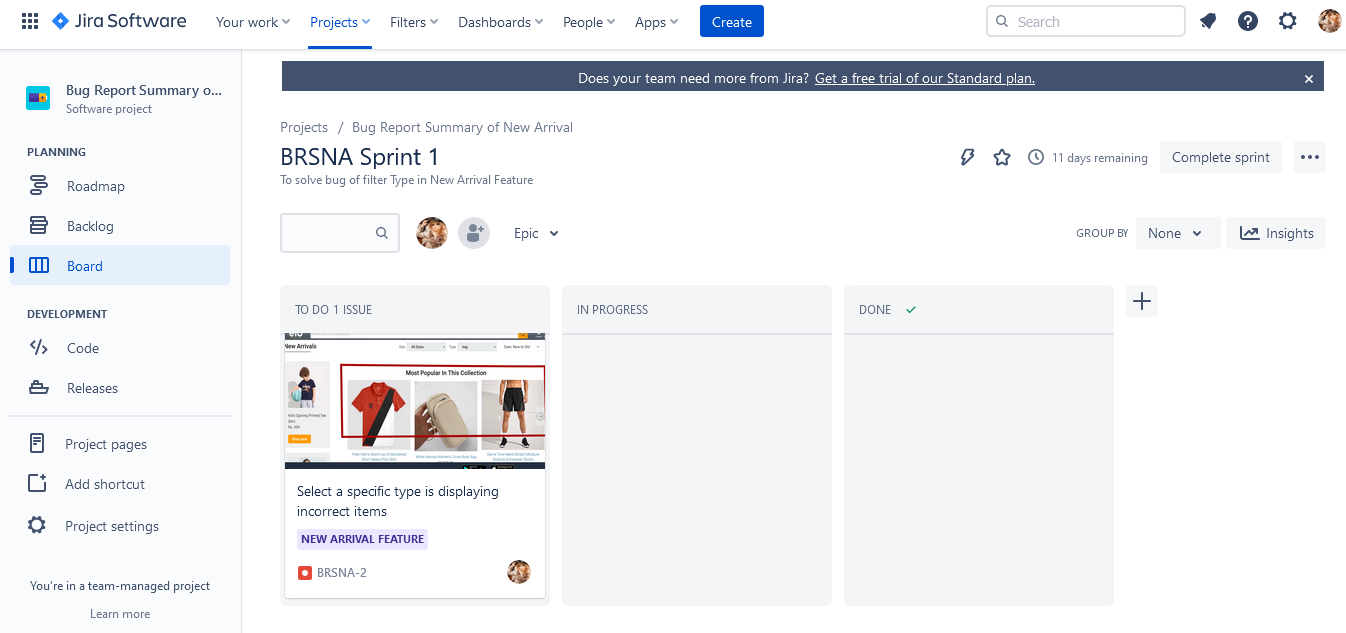 Jira Software
Your work
Projects
Filters
Dashboards
People
Apps
Create
Search
Bug Report Summary o...
Software project
PLANNING
Roadmap
Backlog
Board
DEVELOPMENT
Code
Releases
Project pages
Add shortcut
Project settings
You're in a team-managed project
Learn more
Does your team need more from Jira? Get a free trial of our Standard plan.
Projects / Bug Report Summary of New Arrival
BRSNA Sprint 1
To solve bug of filter Type in New Arrival Feature
11 days remaining
Complete sprint
Epic
GROUP BY
None
Insights
TO DO 1 ISSUE
New Arrivals
Most Popular In This Collection
Select a specific type is displaying
incorrect items
NEW ARRIVAL FEATURE
BRSNA-2
IN PROGRESS
DONE